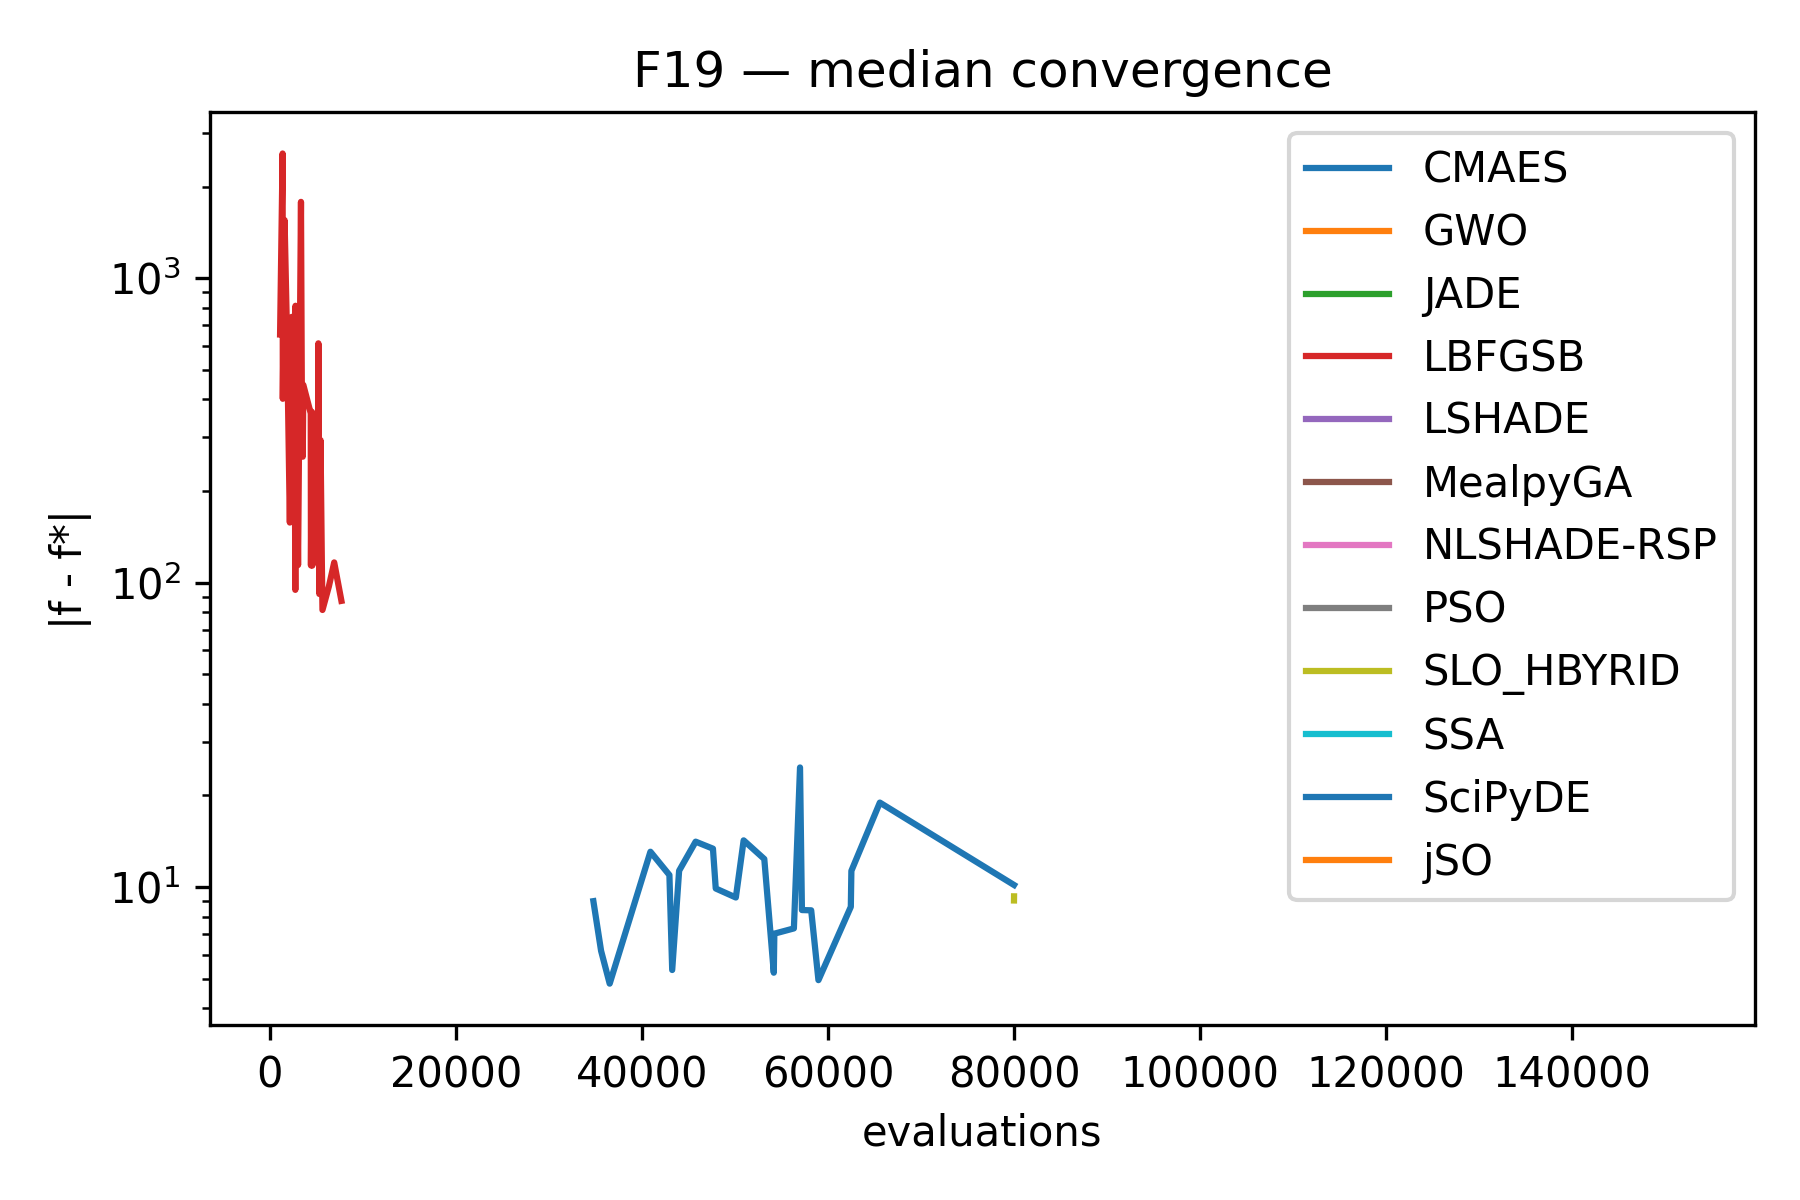 F19 — median convergence
|f - f*|
10³
10²
10¹
0 20000 40000 60000 80000 100000 120000 140000
evaluations
CMAES
GWO
JADE
LBFGSB
LSHADE
MealpyGA
NLSHADE-RSP
PSO
SLO_HBYRID
SSA
SciPyDE
jSO